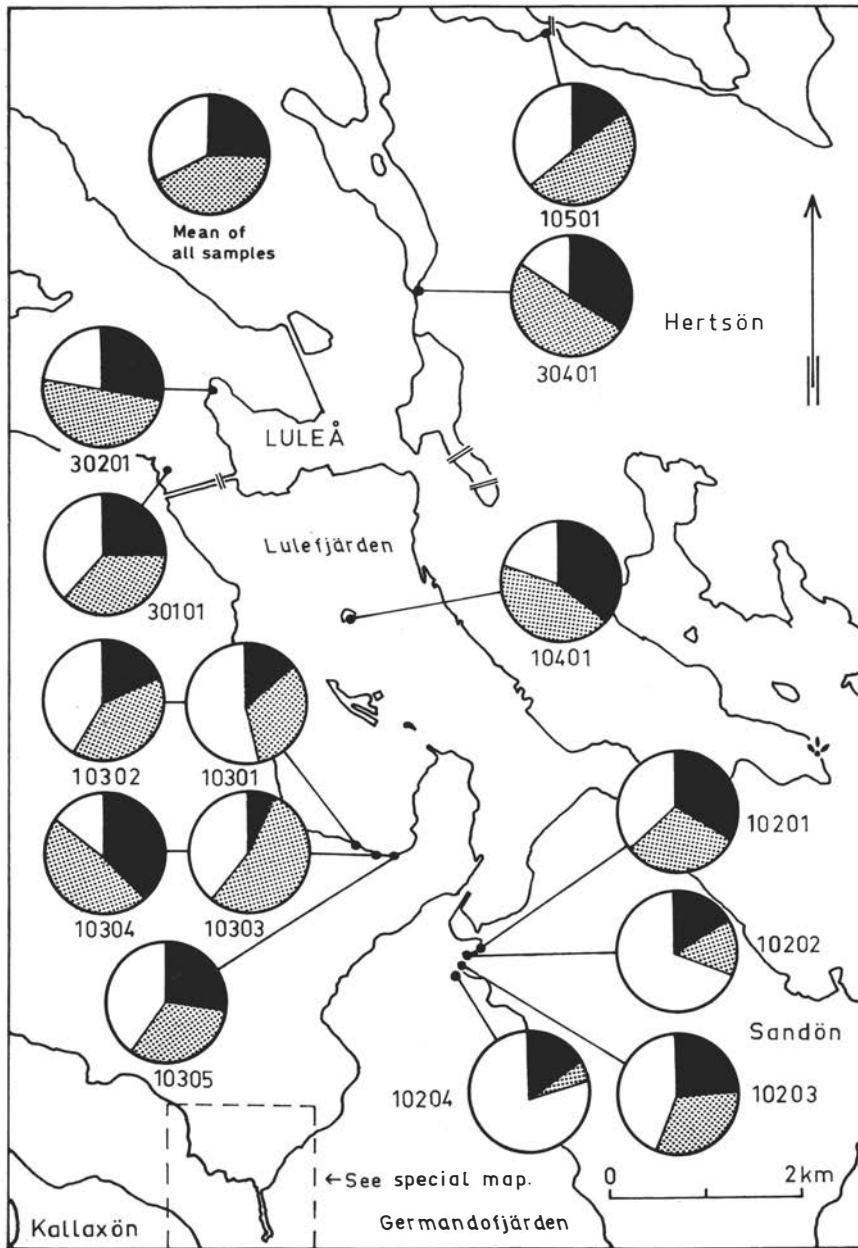 Mean of
all samples
10501
30401
Hertsön
30201
LULEÅ
30101
Lulefjärden
10401
10302
10301
10201
10304
10303
10202
10305
Sandön
10204
10203
←See special map.
0 2km
Kallaxön
Germandofjärden